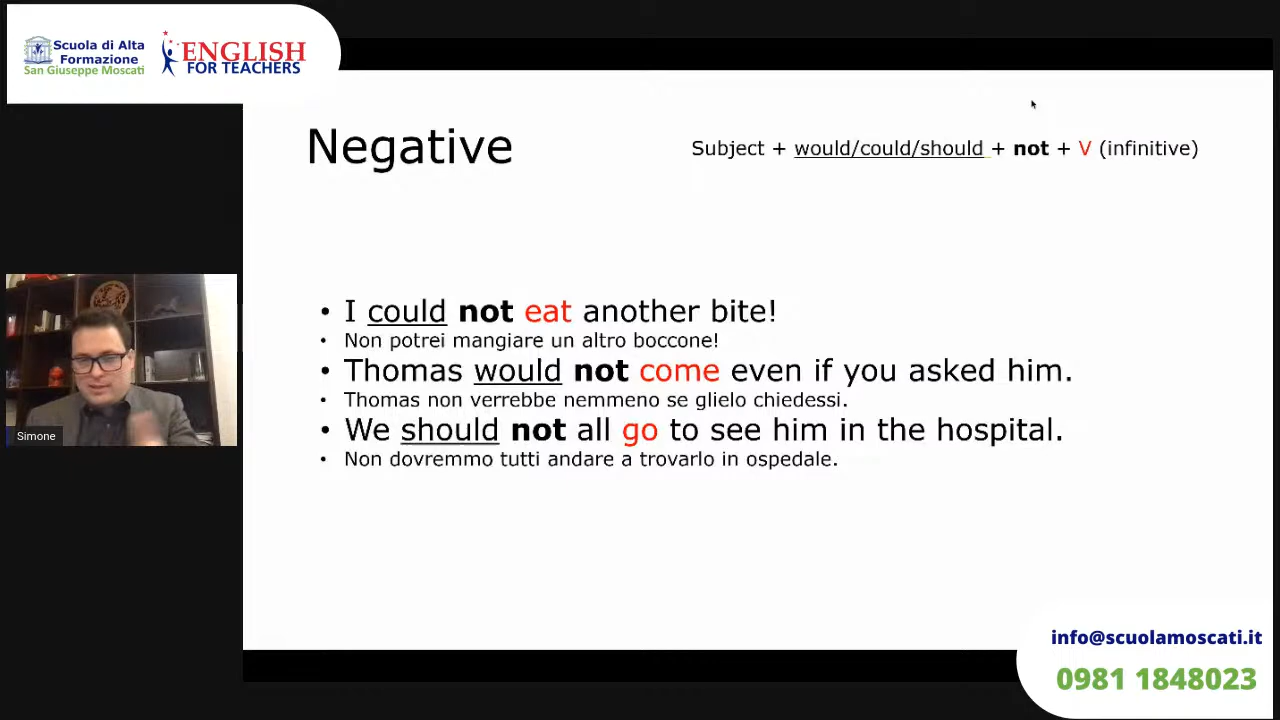 Scuola di Alta
Formazione
San Giuseppe Moscati
ENGLISH
FOR TEACHERS
Negative
Subject + would/could/should + not + V (infinitive)
• I could not eat another bite!
• Non potrei mangiare un altro boccone!
• Thomas would not come even if you asked him.
• Thomas non verrebbe nemmeno se glielo chiedessi.
• We should not all go to see him in the hospital.
• Non dovremmo tutti andare a trovarlo in ospedale.
Simone
info@scuolamoscati.it
0981 1848023